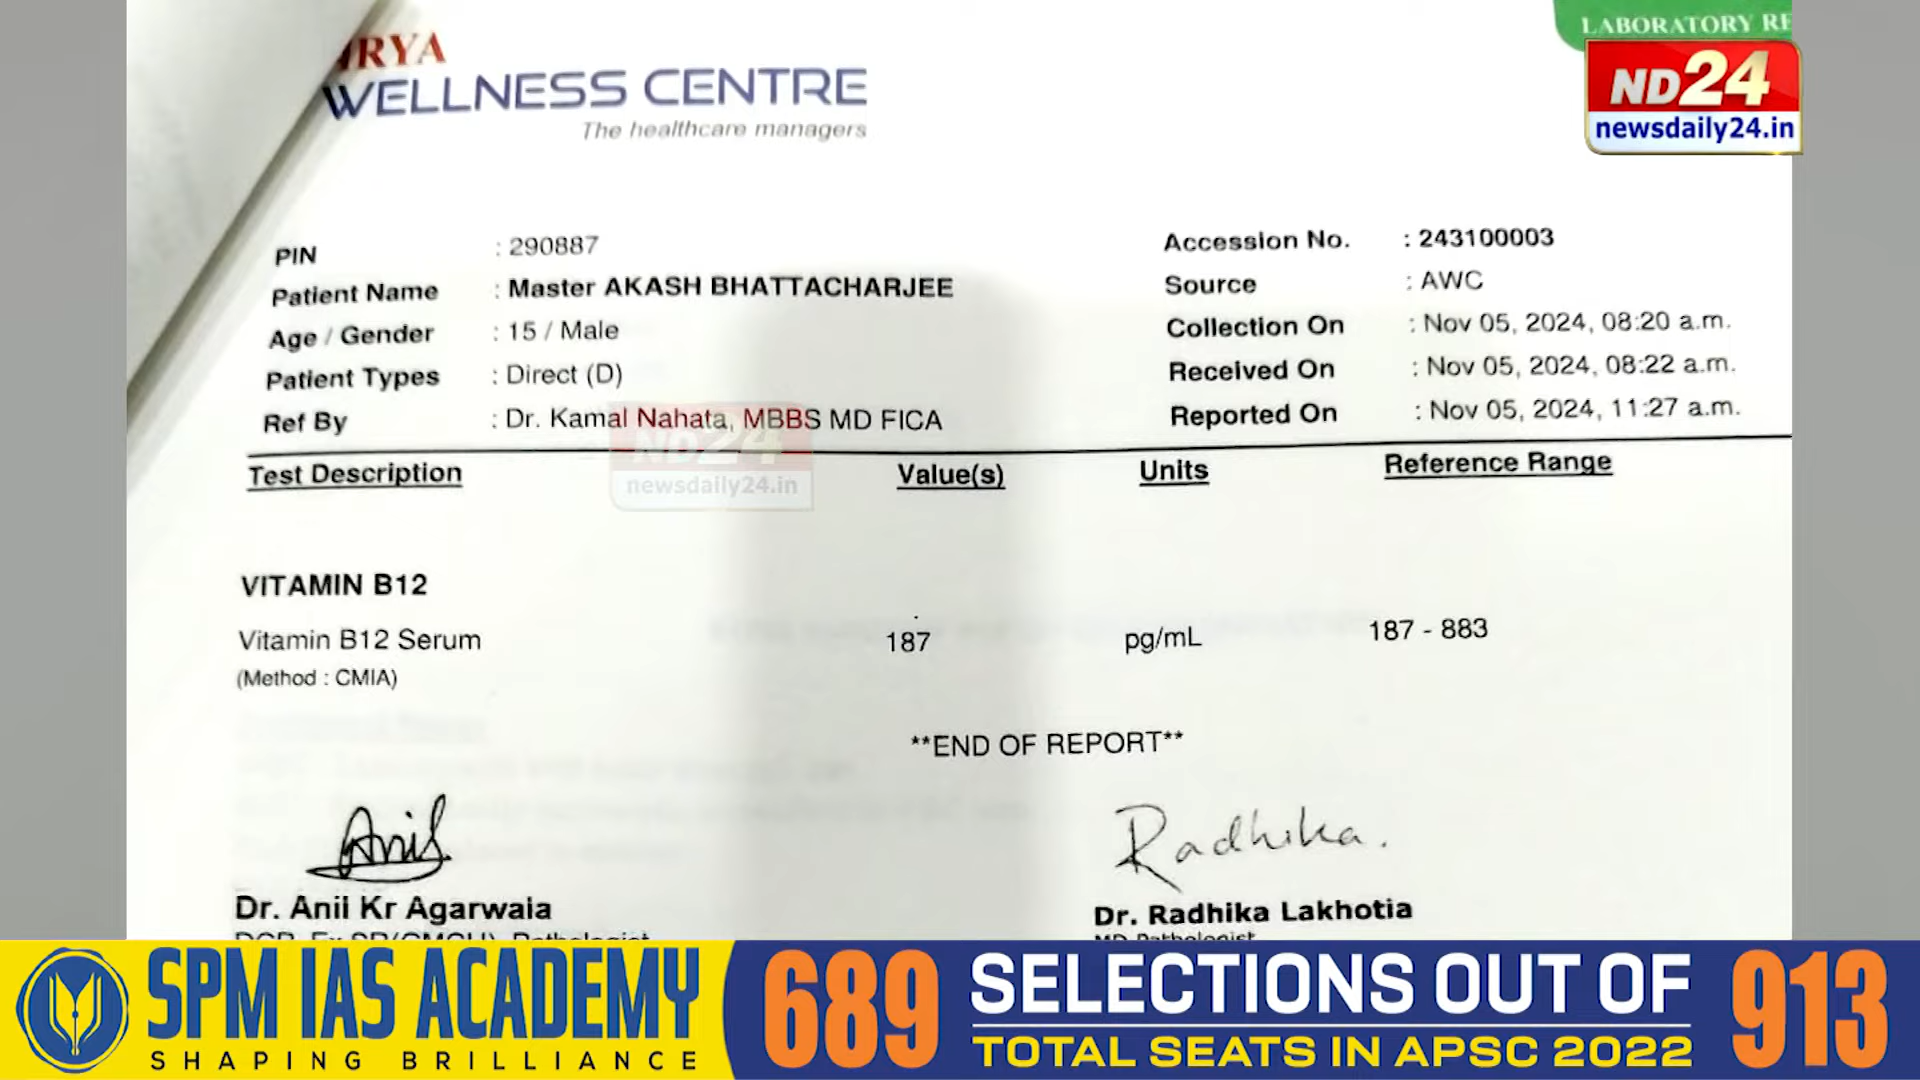 LABORATORY RE
IRYA
WELLNESS CENTRE
The healthcare managers
ND24
newsdaily24.in
PIN : 290887
Patient Name : Master AKASH BHATTACHARJEE
Age / Gender : 15 / Male
Patient Types : Direct (D)
Ref By : Dr. Kamal Nahata, MBBS MD FICA
Accession No. : 243100003
Source : AWC
Collection On : Nov 05, 2024, 08:20 a.m.
Received On : Nov 05, 2024, 08:22 a.m.
Reported On : Nov 05, 2024, 11:27 a.m.
ND24
newsdaily24.in
Test Description Value(s) Units Reference Range
VITAMIN B12
Vitamin B12 Serum 187 pg/mL 187 - 883
(Method : CMIA)
**END OF REPORT**
Anil
Radhika.
Dr. Anil Kr Agarwala
Dr. Radhika Lakhotia
MD Pathologist
SPM IAS ACADEMY
SHAPING BRILLIANCE
689 SELECTIONS OUT OF 913
TOTAL SEATS IN APSC 2022